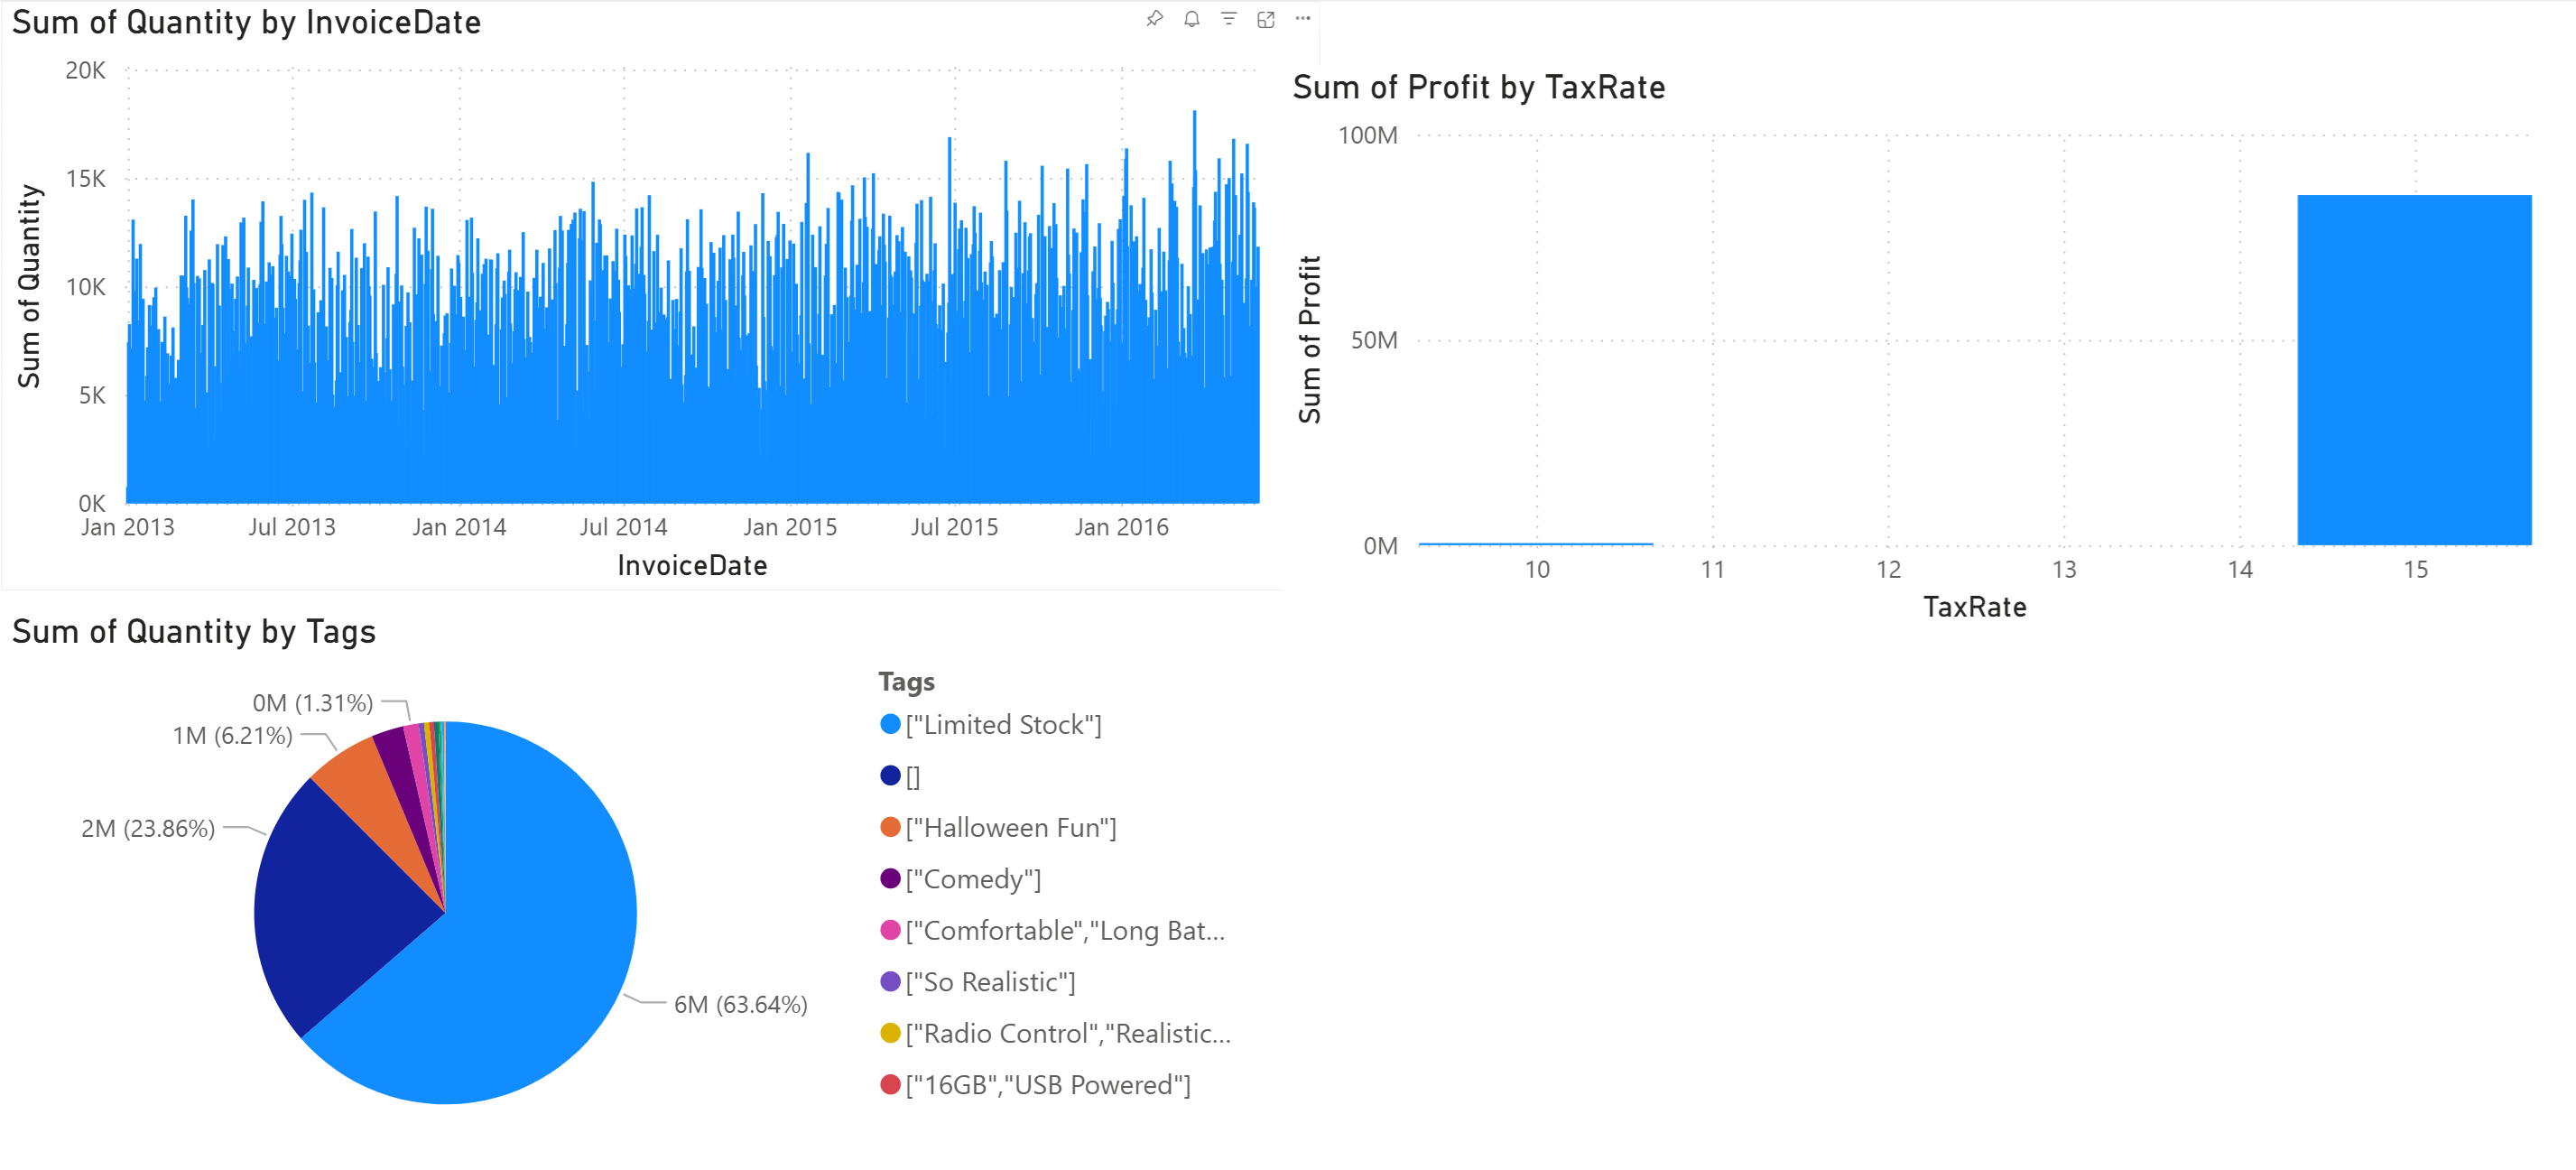 Sum of Quantity by InvoiceDate
20K
15K
10K
5K
0K
Sum of Quantity
Jan 2013 Jul 2013 Jan 2014 Jul 2014 Jan 2015 Jul 2015 Jan 2016
InvoiceDate
Sum of Profit by TaxRate
100M
50M
0M
Sum of Profit
10 11 12 13 14 15
TaxRate
Sum of Quantity by Tags
0M (1.31%)
1M (6.21%)
2M (23.86%)
6M (63.64%)
Tags
["Limited Stock"]
[]
["Halloween Fun"]
["Comedy"]
["Comfortable","Long Bat...
["So Realistic"]
["Radio Control","Realistic...
["16GB","USB Powered"]